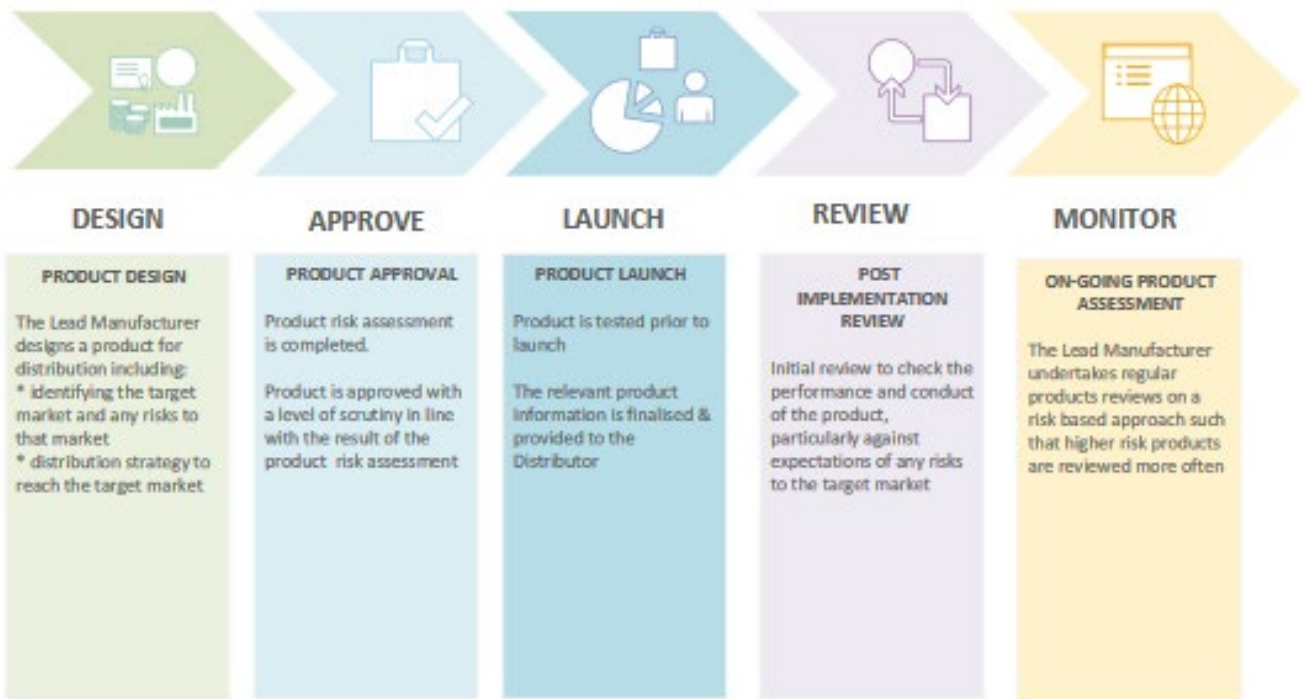 DESIGN
APPROVE
LAUNCH
REVIEW
MONITOR
PRODUCT DESIGN
The Lead Manufacturer
designs a product for
distribution including:
* identifying the target
market and any risks to
that market
* distribution strategy to
reach the target market
PRODUCT APPROVAL
Product risk assessment
is completed.
Product is approved with
a level of scrutiny in line
with the result of the
product risk assessment
PRODUCT LAUNCH
Product is tested prior to
launch
The relevant product
information is finalised &
provided to the
Distributor
POST
IMPLEMENTATION
REVIEW
Initial review to check the
performance and conduct
of the product,
particularly against
expectations of any risks
to the target market
ON-GOING PRODUCT
ASSESSMENT
The Lead Manufacturer
undertakes regular
products reviews on a
risk based approach such
that higher risk products
are reviewed more often